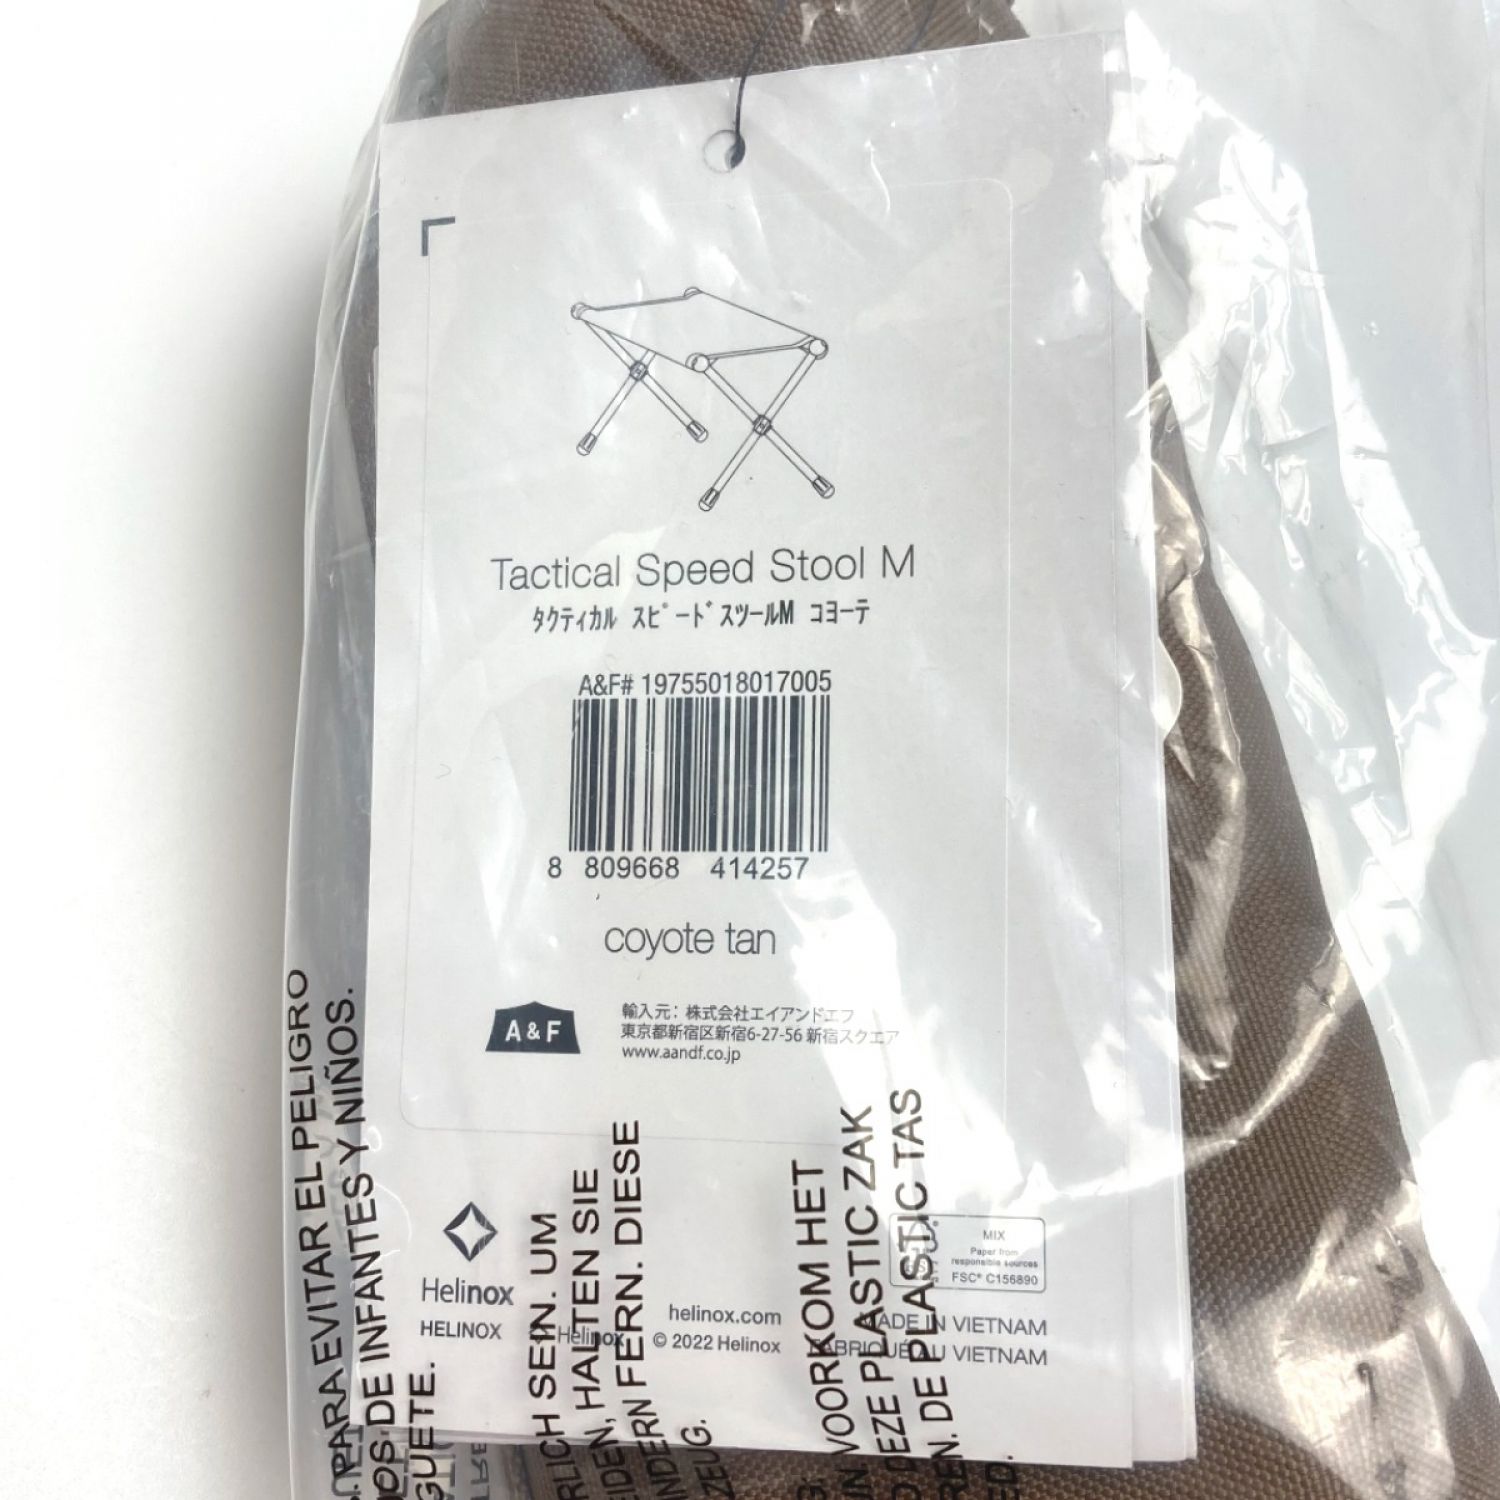 Tactical Speed Stool M
タクティカル スピードスツールM コヨーテ
A&F# 19755018017005
8 809668 414257
coyote tan
A & F
輸入元：株式会社エイアンドエフ
東京都新宿区新宿6-27-56 新宿スクエア
www.aandf.co.jp
Helinox
HELINOX
Helinox
helinox.com
© 2022 Helinox
MIX
Paper from
responsible sources
FSC® C156890
MADE IN VIETNAM
FABRIQUÉ AU VIETNAM
PARA EVITAR EL PELIGRO
DE INFANTES Y NIÑOS.
SEIN. UM
HALTEN SIE
FERN. DIESE
VOORKOM HET
PLASTIC ZAK
DE PLASTIC TAS